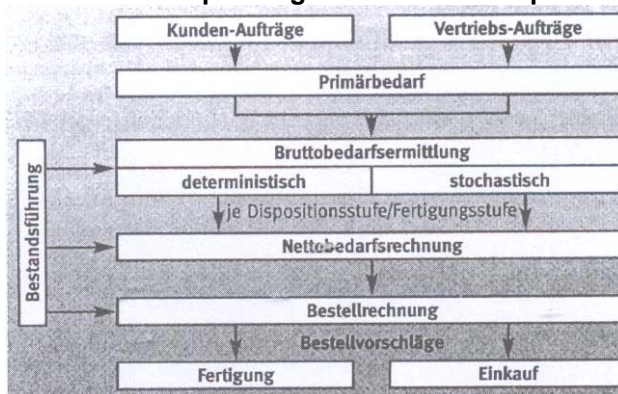 Kunden-Aufträge
Vertriebs-Aufträge
Primärbedarf
Bestandsführung
Bruttobedarfsermittlung
deterministisch
stochastisch
je Dispositionsstufe/Fertigungsstufe
Nettobedarfsrechnung
Bestellrechnung
Bestellvorschläge
Fertigung
Einkauf